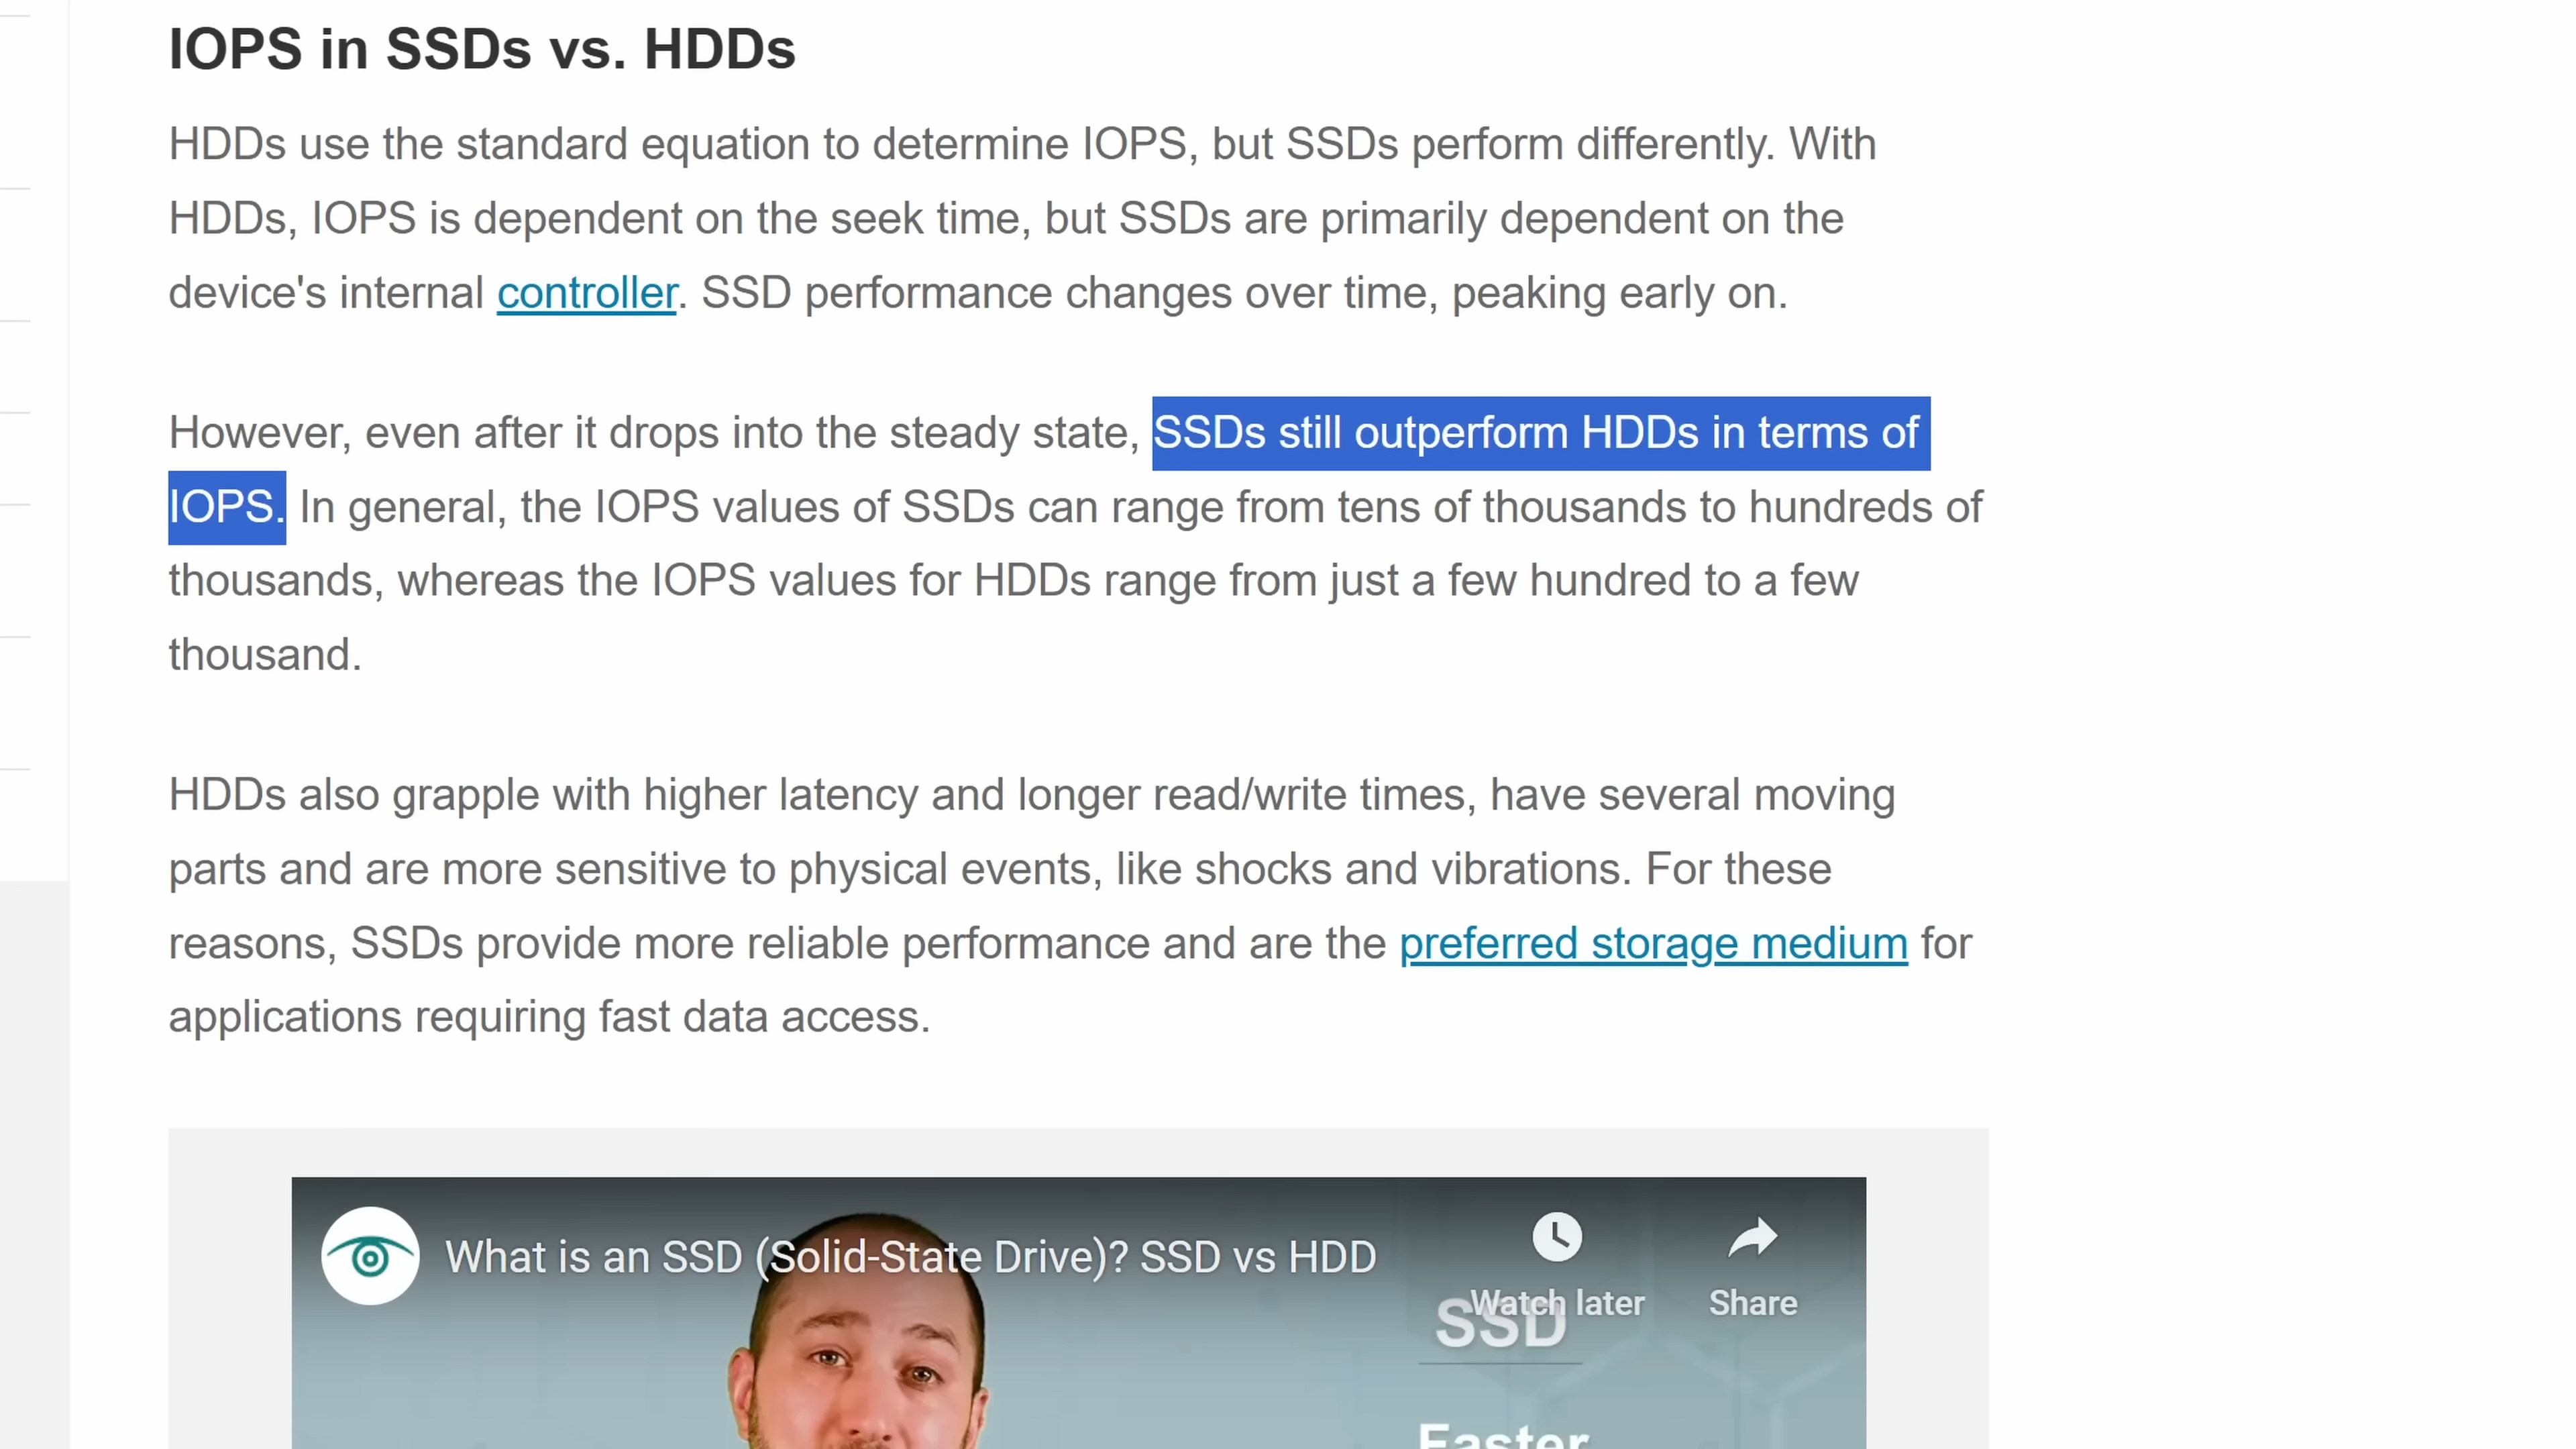 IOPS in SSDs vs. HDDs
HDDs use the standard equation to determine IOPS, but SSDs perform differently. With
HDDs, IOPS is dependent on the seek time, but SSDs are primarily dependent on the
device's internal controller. SSD performance changes over time, peaking early on.
However, even after it drops into the steady state, SSDs still outperform HDDs in terms of
IOPS. In general, the IOPS values of SSDs can range from tens of thousands to hundreds of
thousands, whereas the IOPS values for HDDs range from just a few hundred to a few
thousand.
HDDs also grapple with higher latency and longer read/write times, have several moving
parts and are more sensitive to physical events, like shocks and vibrations. For these
reasons, SSDs provide more reliable performance and are the preferred storage medium for
applications requiring fast data access.
What is an SSD (Solid-State Drive)? SSD vs HDD
Watch later
Share
SSD
Faster